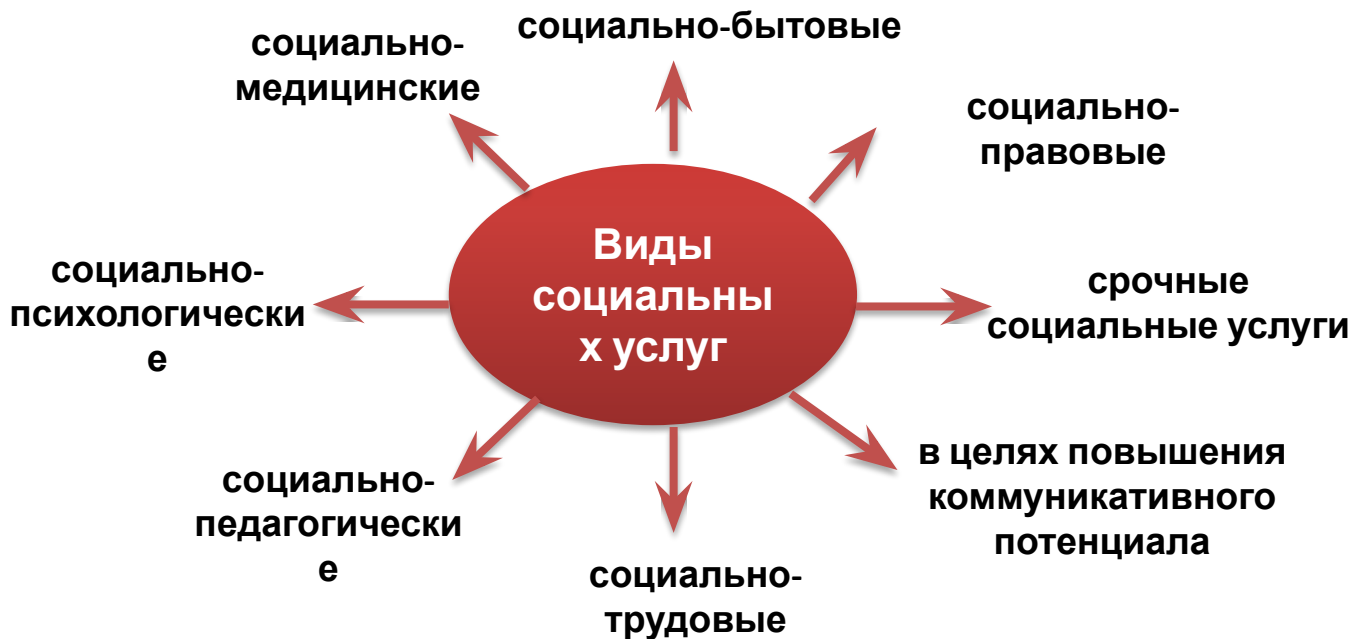 социально-бытовые
социально-
медицинские
социально-
правовые
Виды
социальны
х услуг
социально-
психологически
е
срочные
социальные услуги
социально-
педагогически
е
в целях повышения
коммуникативного
потенциала
социально-
трудовые